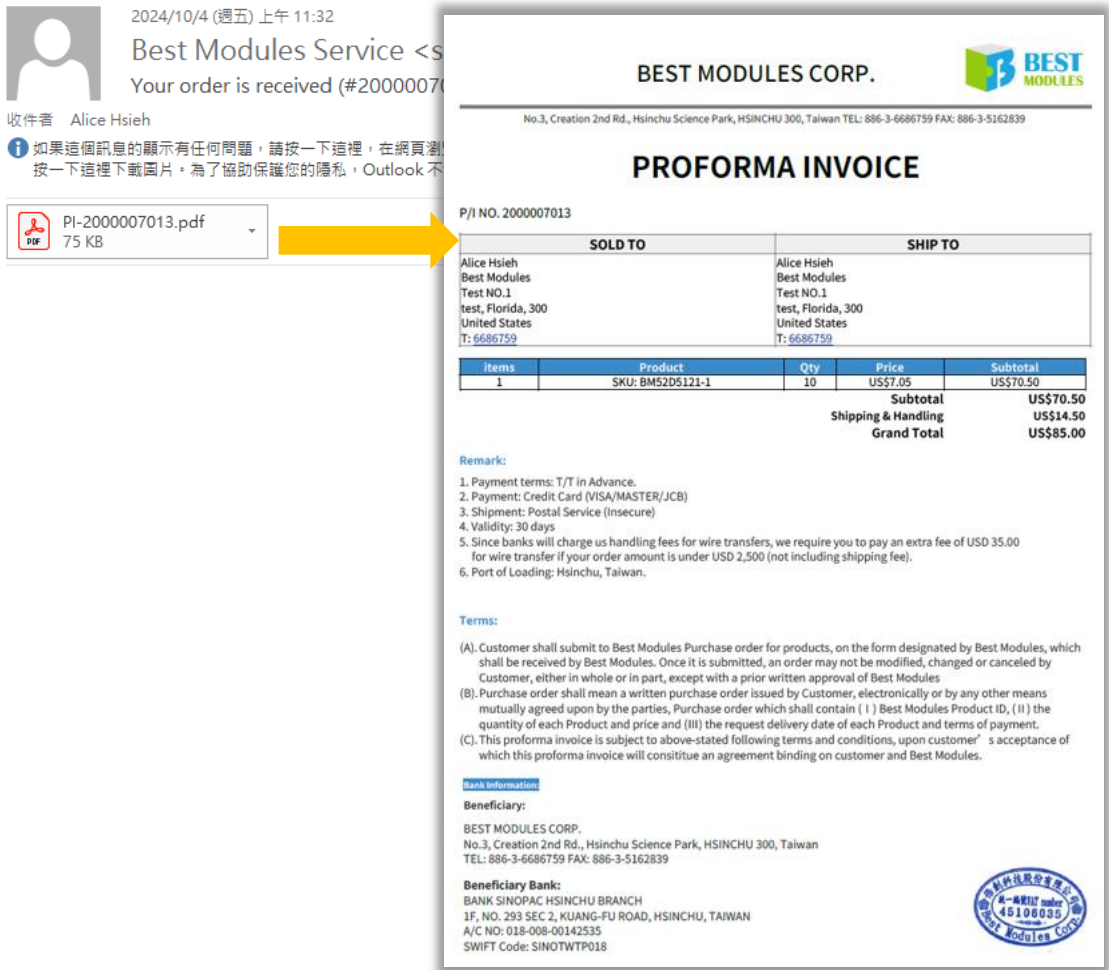 2024/10/4 (週五) 上午 11:32
Best Modules Service <s
Your order is received (#20000070
收件者 Alice Hsieh
如果這個訊息的顯示有任何問題，請按一下這裡，在網頁瀏
按一下這裡下載圖片。為了協助保護您的隱私，Outlook 不
PDF
PI-2000007013.pdf
75 KB
BEST MODULES CORP.
BEST
MODULES
No.3, Creation 2nd Rd., Hsinchu Science Park, HSINCHU 300, Taiwan TEL: 886-3-6686759 FAX: 886-3-5162839
PROFORMA INVOICE
P/I NO. 2000007013
SOLD TO SHIP TO
Alice Hsieh Alice Hsieh
Best Modules Best Modules
Test NO.1 Test NO.1
test, Florida, 300 test, Florida, 300
United States United States
T: 6686759 T: 6686759
items Product Qty Price Subtotal
1 SKU: BM52D5121-1 10 US$7.05 US$70.50
Subtotal US$70.50
Shipping & Handling US$14.50
Grand Total US$85.00
Remark:
1. Payment terms: T/T in Advance.
2. Payment: Credit Card (VISA/MASTER/JCB)
3. Shipment: Postal Service (Insecure)
4. Validity: 30 days
5. Since banks will charge us handling fees for wire transfers, we require you to pay an extra fee of USD 35.00
for wire transfer if your order amount is under USD 2,500 (not including shipping fee).
6. Port of Loading: Hsinchu, Taiwan.
Terms:
(A). Customer shall submit to Best Modules Purchase order for products, on the form designated by Best Modules, which
shall be received by Best Modules. Once it is submitted, an order may not be modified, changed or canceled by
Customer, either in whole or in part, except with a prior written approval of Best Modules
(B). Purchase order shall mean a written purchase order issued by Customer, electronically or by any other means
mutually agreed upon by the parties, Purchase order which shall contain ( I ) Best Modules Product ID, ( II ) the
quantity of each Product and price and (III) the request delivery date of each Product and terms of payment.
(C). This proforma invoice is subject to above-stated following terms and conditions, upon customer’ s acceptance of
which this proforma invoice will consititue an agreement binding on customer and Best Modules.
Bank Information:
Beneficiary:
BEST MODULES CORP.
No.3, Creation 2nd Rd., Hsinchu Science Park, HSINCHU 300, Taiwan
TEL: 886-3-6686759 FAX: 886-3-5162839
Beneficiary Bank:
BANK SINOPAC HSINCHU BRANCH
1F, NO. 293 SEC 2, KUANG-FU ROAD, HSINCHU, TAIWAN
A/C NO: 018-008-00142535
SWIFT Code: SINOTWTP018
VAT number
45106035
Best Modules Corp.